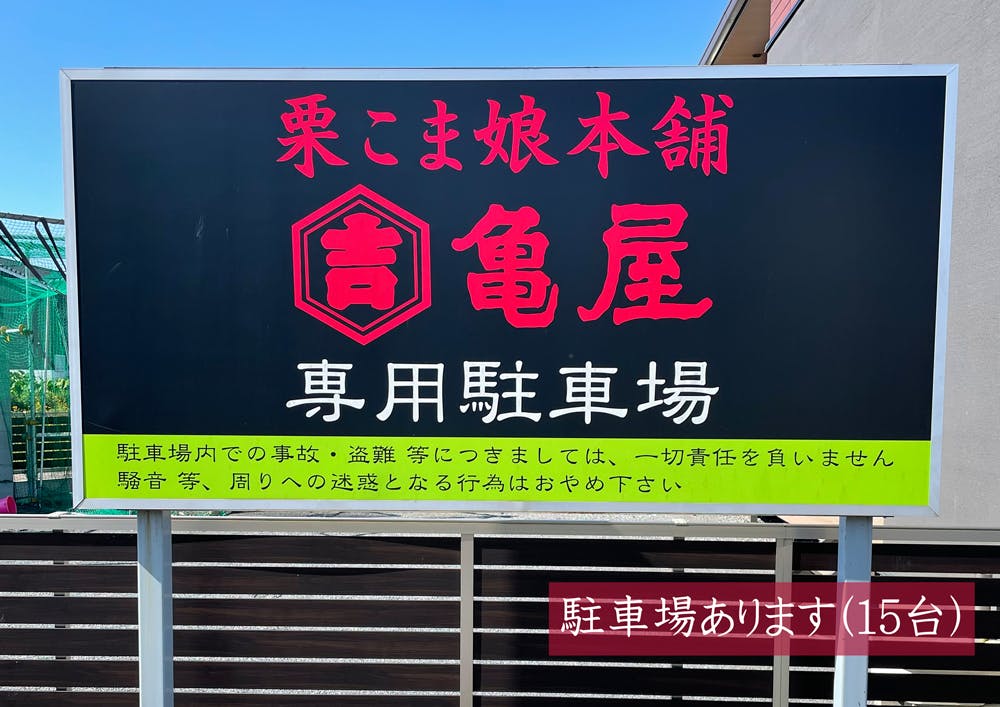 栗こま娘本舗
吉 亀屋
専用駐車場
駐車場内での事故・盗難 等につきましては、一切責任を負いません
騒音 等、周りへの迷惑となる行為はおやめ下さい
駐車場あります(15台)